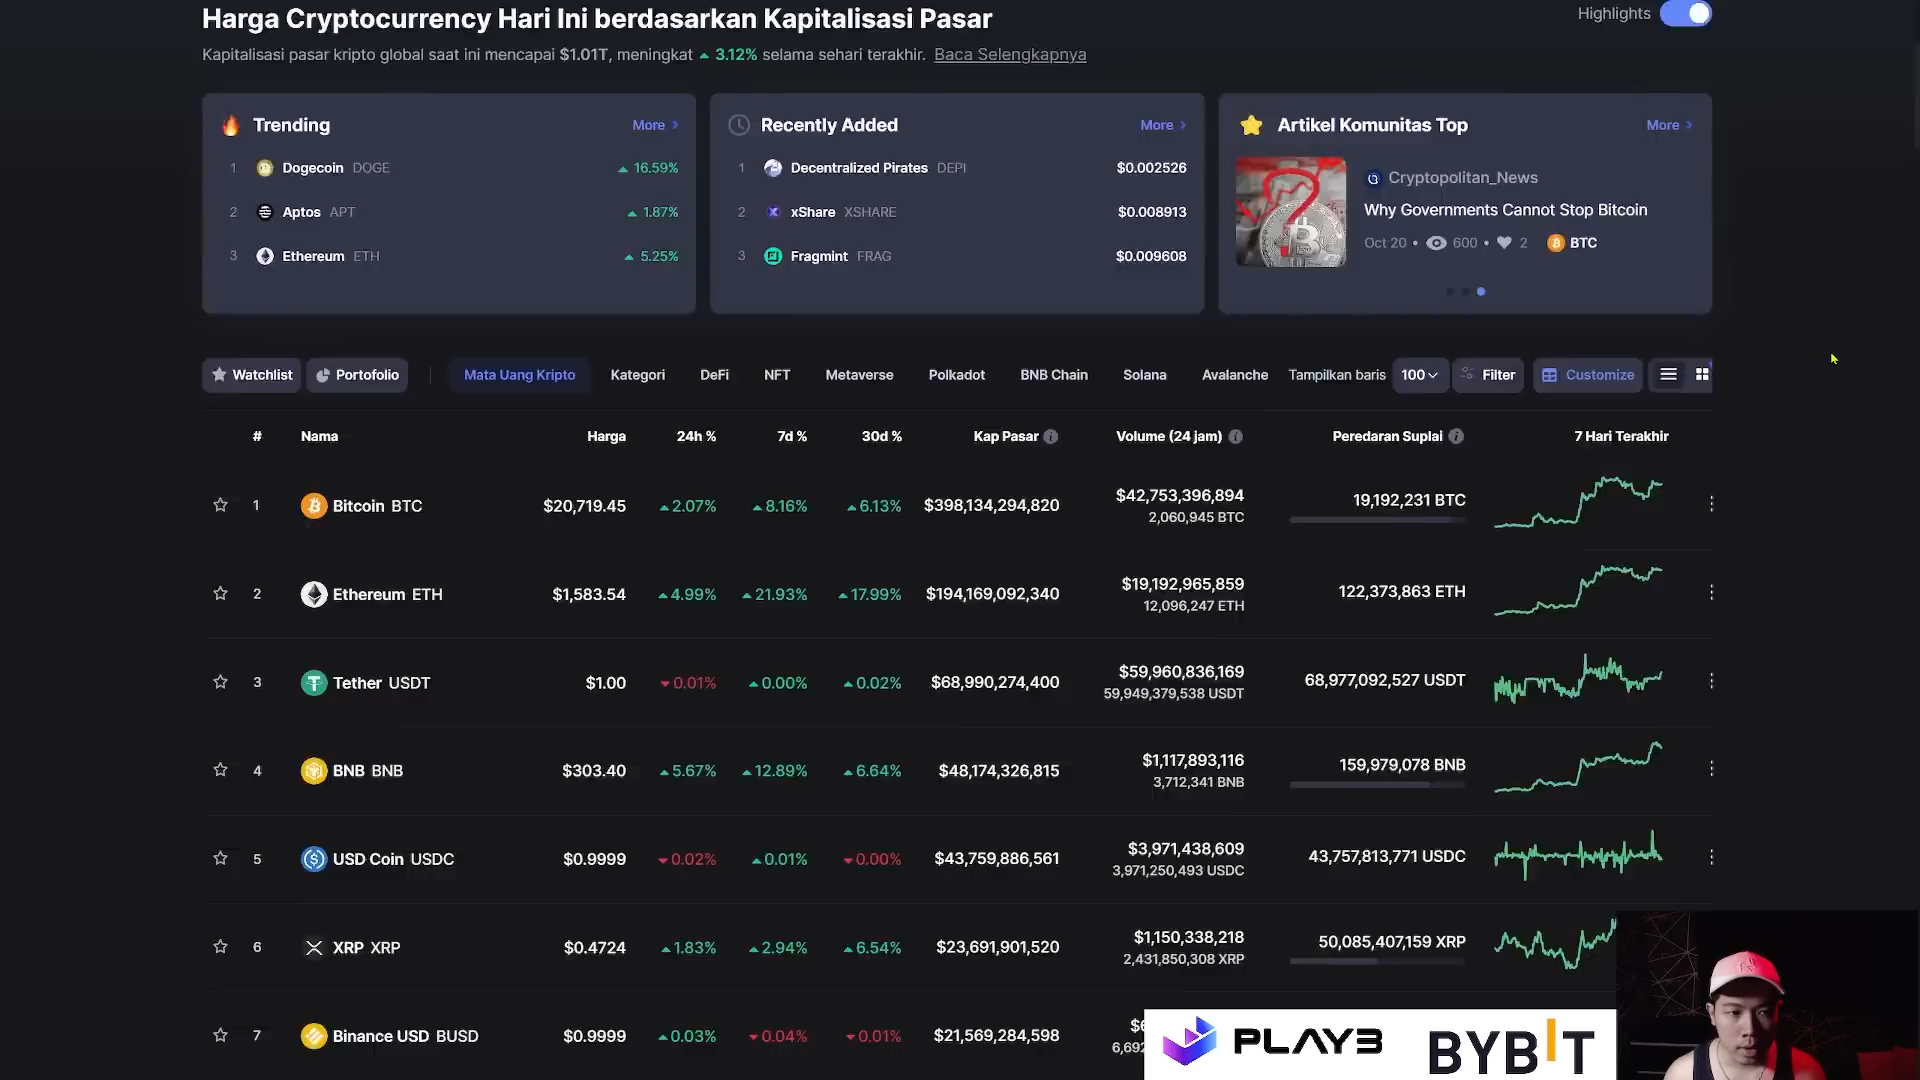 Harga Cryptocurrency Hari Ini berdasarkan Kapitalisasi Pasar
Highlights
Kapitalisasi pasar kripto global saat ini mencapai $1.01T, meningkat 3.12% selama sehari terakhir. Baca Selengkapnya
Trending
More
1 Dogecoin DOGE 16.59%
2 Aptos APT 1.87%
3 Ethereum ETH 5.25%
Recently Added
More
1 Decentralized Pirates DEPI $0.002526
2 xShare XSHARE $0.008913
3 Fragmint FRAG $0.009608
Artikel Komunitas Top
More
Cryptopolitan_News
Why Governments Cannot Stop Bitcoin
Oct 20 • 600 • 2 BTC
Watchlist Portofolio Mata Uang Kripto Kategori DeFi NFT Metaverse Polkadot BNB Chain Solana Avalanche Tampilkan baris 100 Filter Customize
# Nama Harga 24h % 7d % 30d % Kap Pasar Volume (24 jam) Peredaran Suplai 7 Hari Terakhir
1 Bitcoin BTC $20,719.45 2.07% 8.16% 6.13% $398,134,294,820 $42,753,396,894 19,192,231 BTC
2,060,945 BTC
2 Ethereum ETH $1,583.54 4.99% 21.93% 17.99% $194,169,092,340 $19,192,965,859 122,373,863 ETH
12,096,247 ETH
3 Tether USDT $1.00 0.01% 0.00% 0.02% $68,990,274,400 $59,960,836,169 68,977,092,527 USDT
59,949,379,538 USDT
4 BNB BNB $303.40 5.67% 12.89% 6.64% $48,174,326,815 $1,117,893,116 159,979,078 BNB
3,712,341 BNB
5 USD Coin USDC $0.9999 0.02% 0.01% 0.00% $43,759,886,561 $3,971,438,609 43,757,813,771 USDC
3,971,250,493 USDC
6 XRP XRP $0.4724 1.83% 2.94% 6.54% $23,691,901,520 $1,150,338,218 50,085,407,159 XRP
2,431,850,308 XRP
7 Binance USD BUSD $0.9999 0.03% 0.04% 0.01% $21,569,284,598
6,692
PLAY3 BYBIT